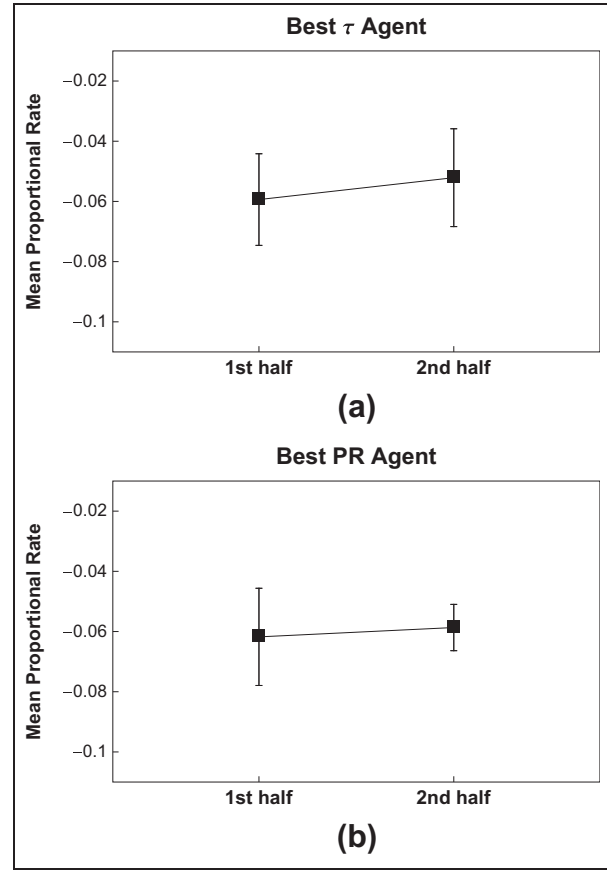 Best τ Agent
Mean Proportional Rate
−0.02
−0.04
−0.06
−0.08
−0.1
1st half 2nd half
(a)
Best PR Agent
Mean Proportional Rate
−0.02
−0.04
−0.06
−0.08
−0.1
1st half 2nd half
(b)